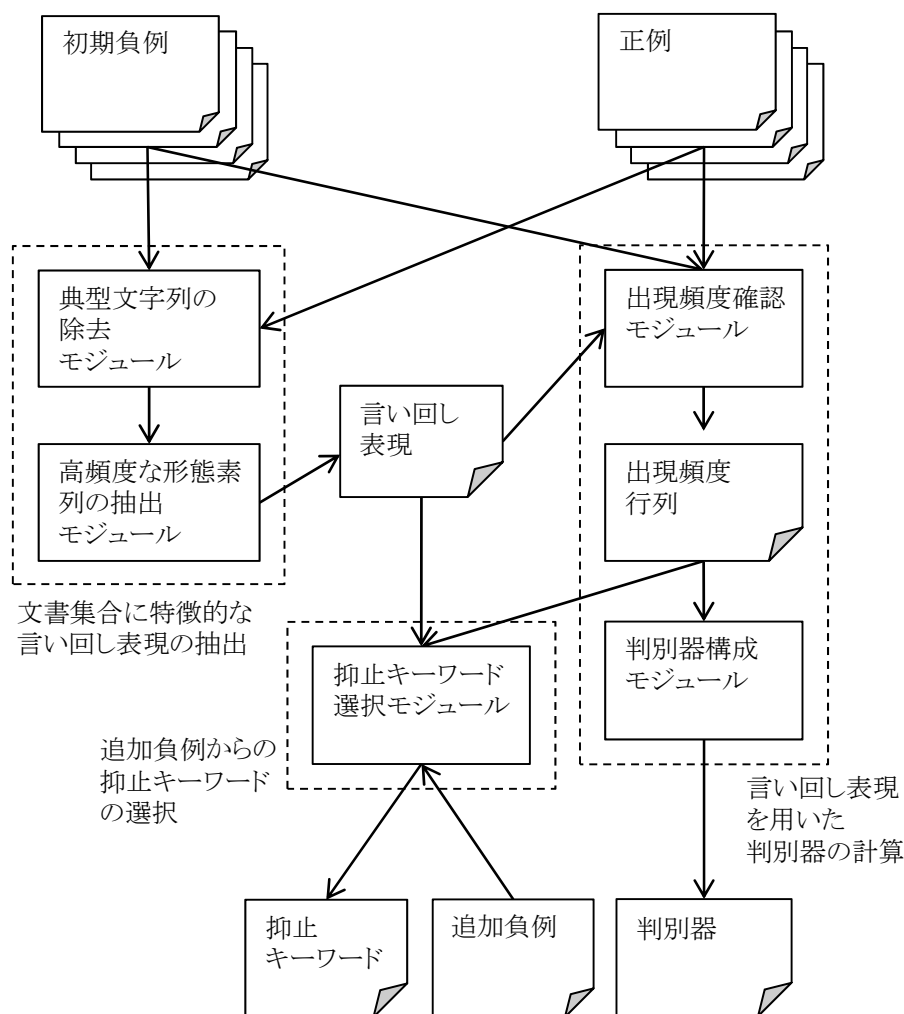 初期負例
正例
典型文字列の
除去
モジュール
出現頻度確認
モジュール
言い回し
表現
高頻度な形態素
列の抽出
モジュール
出現頻度
行列
文書集合に特徴的な
言い回し表現の抽出
抑止キーワード
選択モジュール
判別器構成
モジュール
追加負例からの
抑止キーワード
の選択
言い回し表現
を用いた
判別器の計算
抑止
キーワード
追加負例
判別器